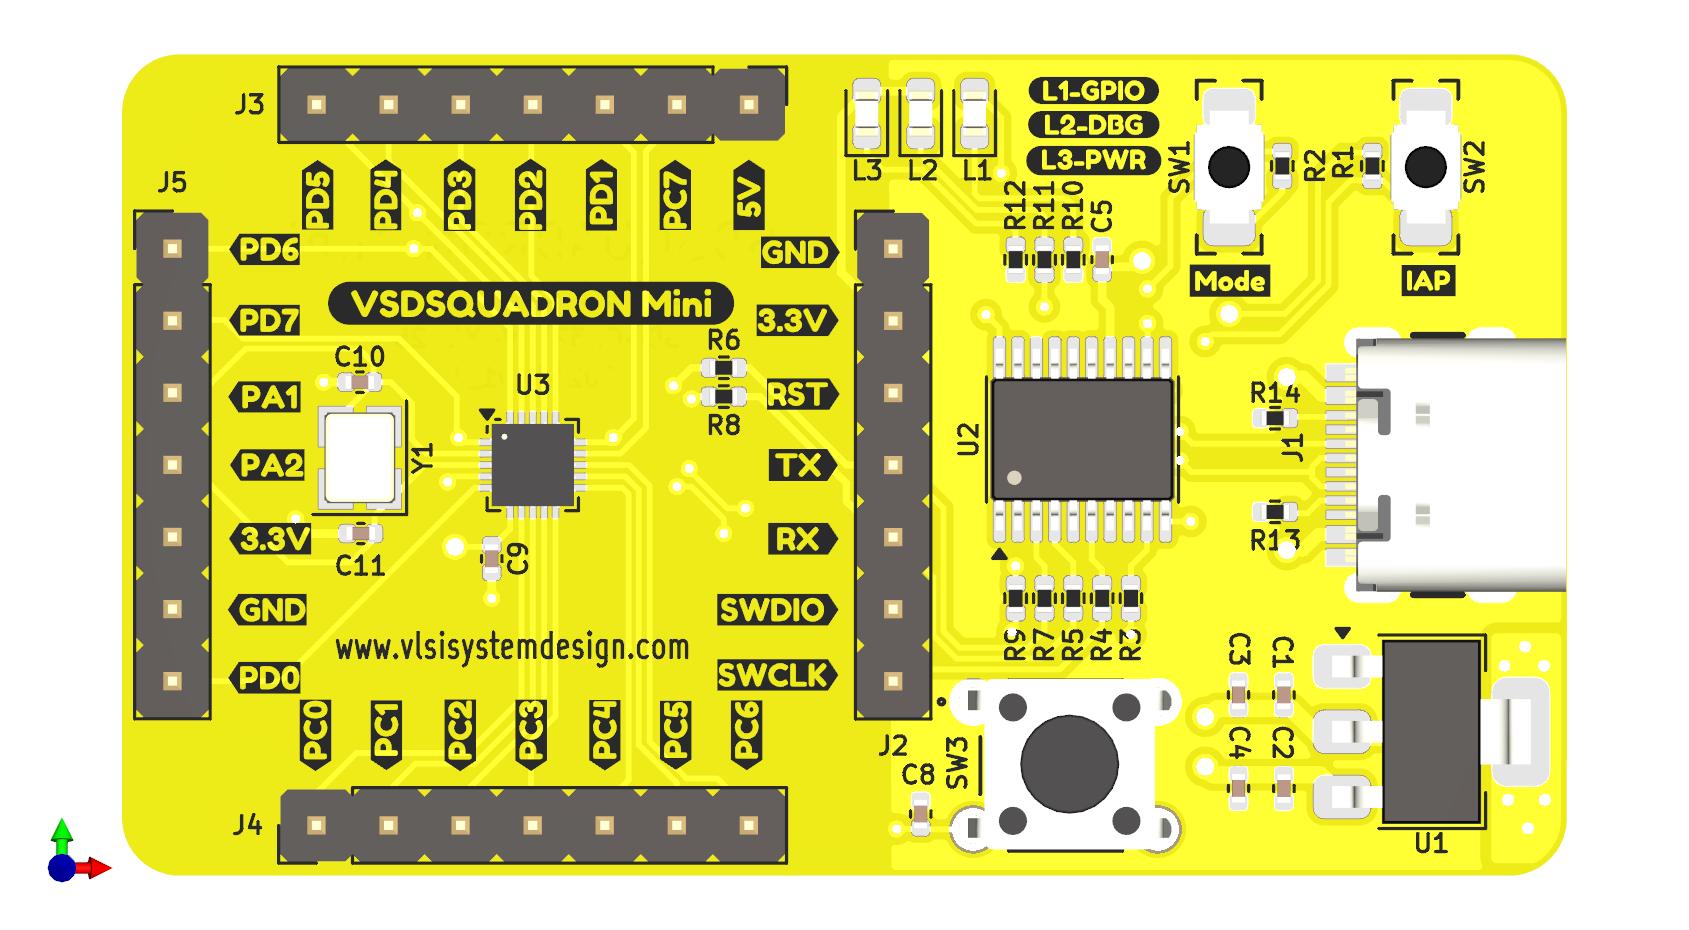 J3
L1-GPIO
L2-DBG
L3-PWR
L3
L2
L1
SW1
R2
R1
SW2
J5
PD5
PD4
PD3
PD2
PD1
PC7
5V
R12
R11
R10
C5
PD6
GND
Mode
IAP
VSDSQUADRON Mini
PD7
3.3V
R6
C10
U3
PA1
RST
R14
R8
U2
J1
Y1
PA2
TX
3.3V
RX
R13
C11
C9
GND
SWDIO
www.vlsisystemdesign.com
R9
R7
R5
R4
R3
C3
C1
PD0
SWCLK
PC0
PC1
PC2
PC3
PC4
PC5
PC6
J2
SW3
C4
C2
C8
J4
U1